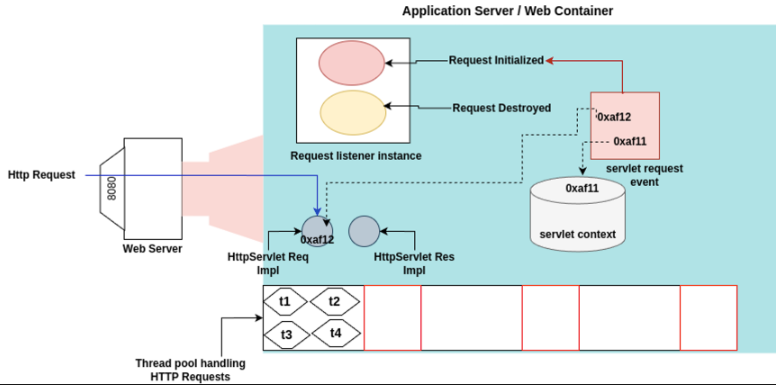 Application Server / Web Container
Request Initialized
Request Destroyed
Request listener instance
0xaf12
0xaf11
servlet request
event
0xaf11
servlet context
Http Request
8080
Web Server
0xaf12
HttpServlet Req
Impl
HttpServlet Res
Impl
t1
t2
t3
t4
Thread pool handling
HTTP Requests